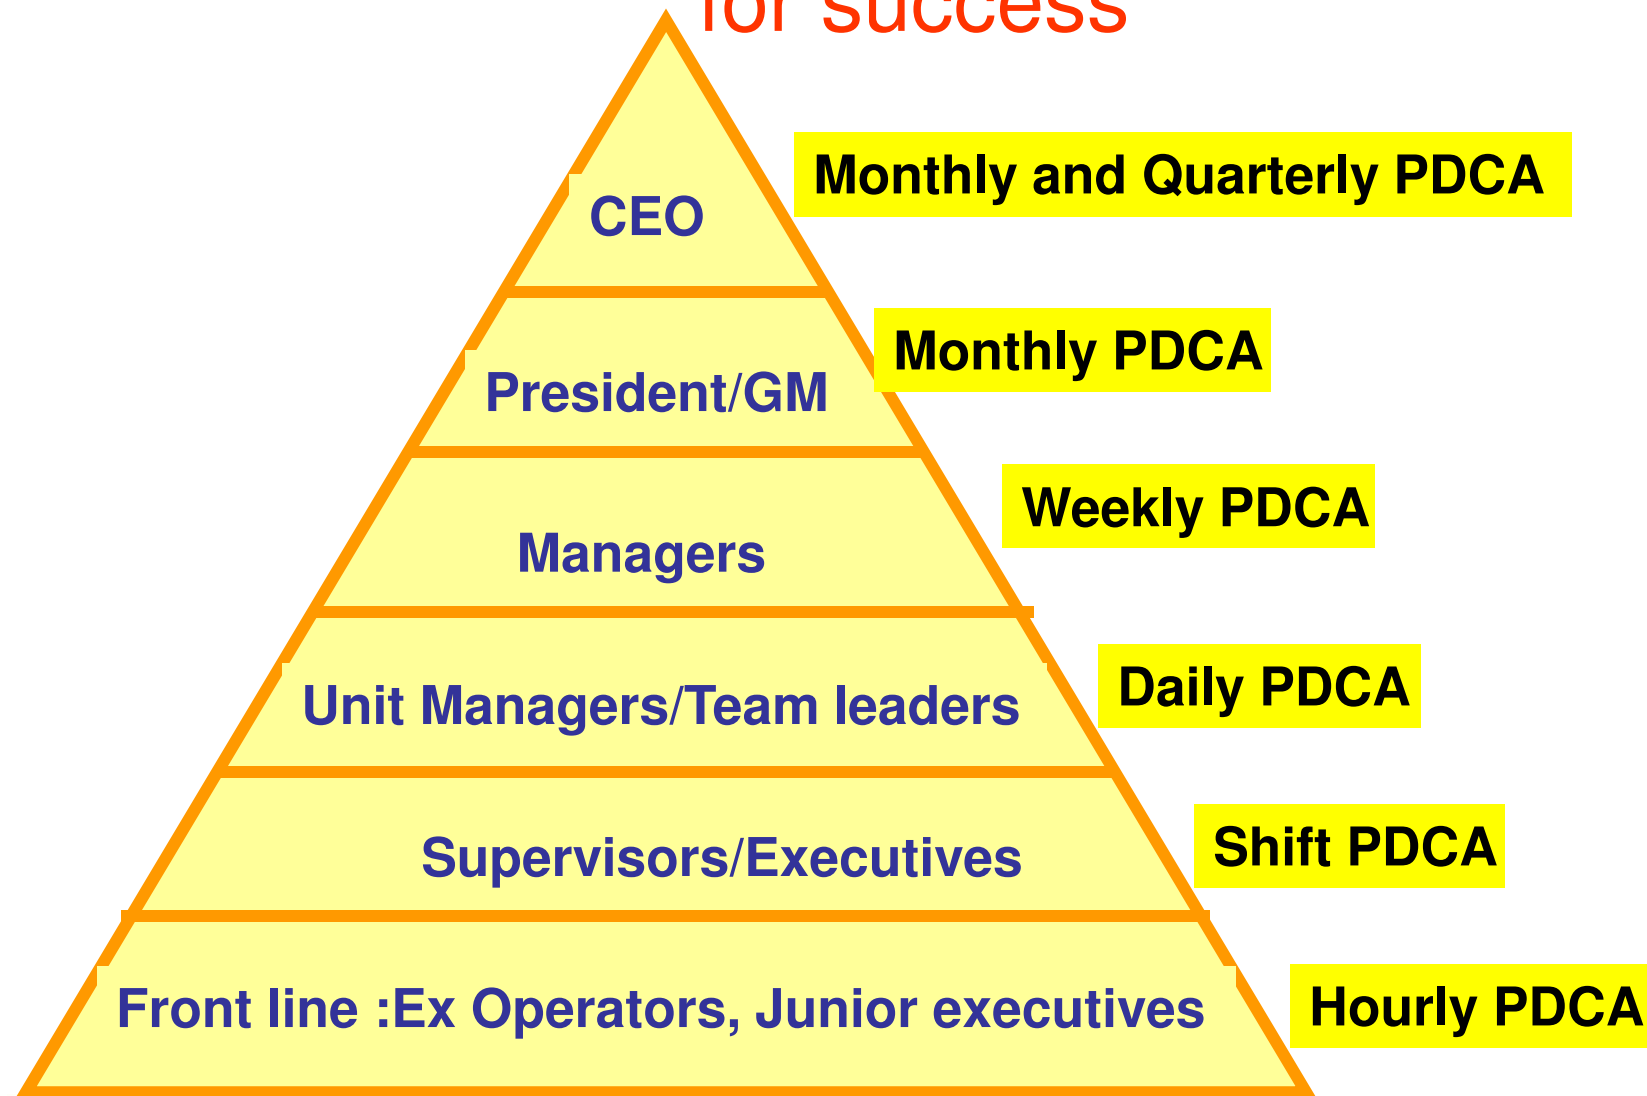 for success
Monthly and Quarterly PDCA
CEO
Monthly PDCA
President/GM
Weekly PDCA
Managers
Daily PDCA
Unit Managers/Team leaders
Shift PDCA
Supervisors/Executives
Hourly PDCA
Front line :Ex Operators, Junior executives